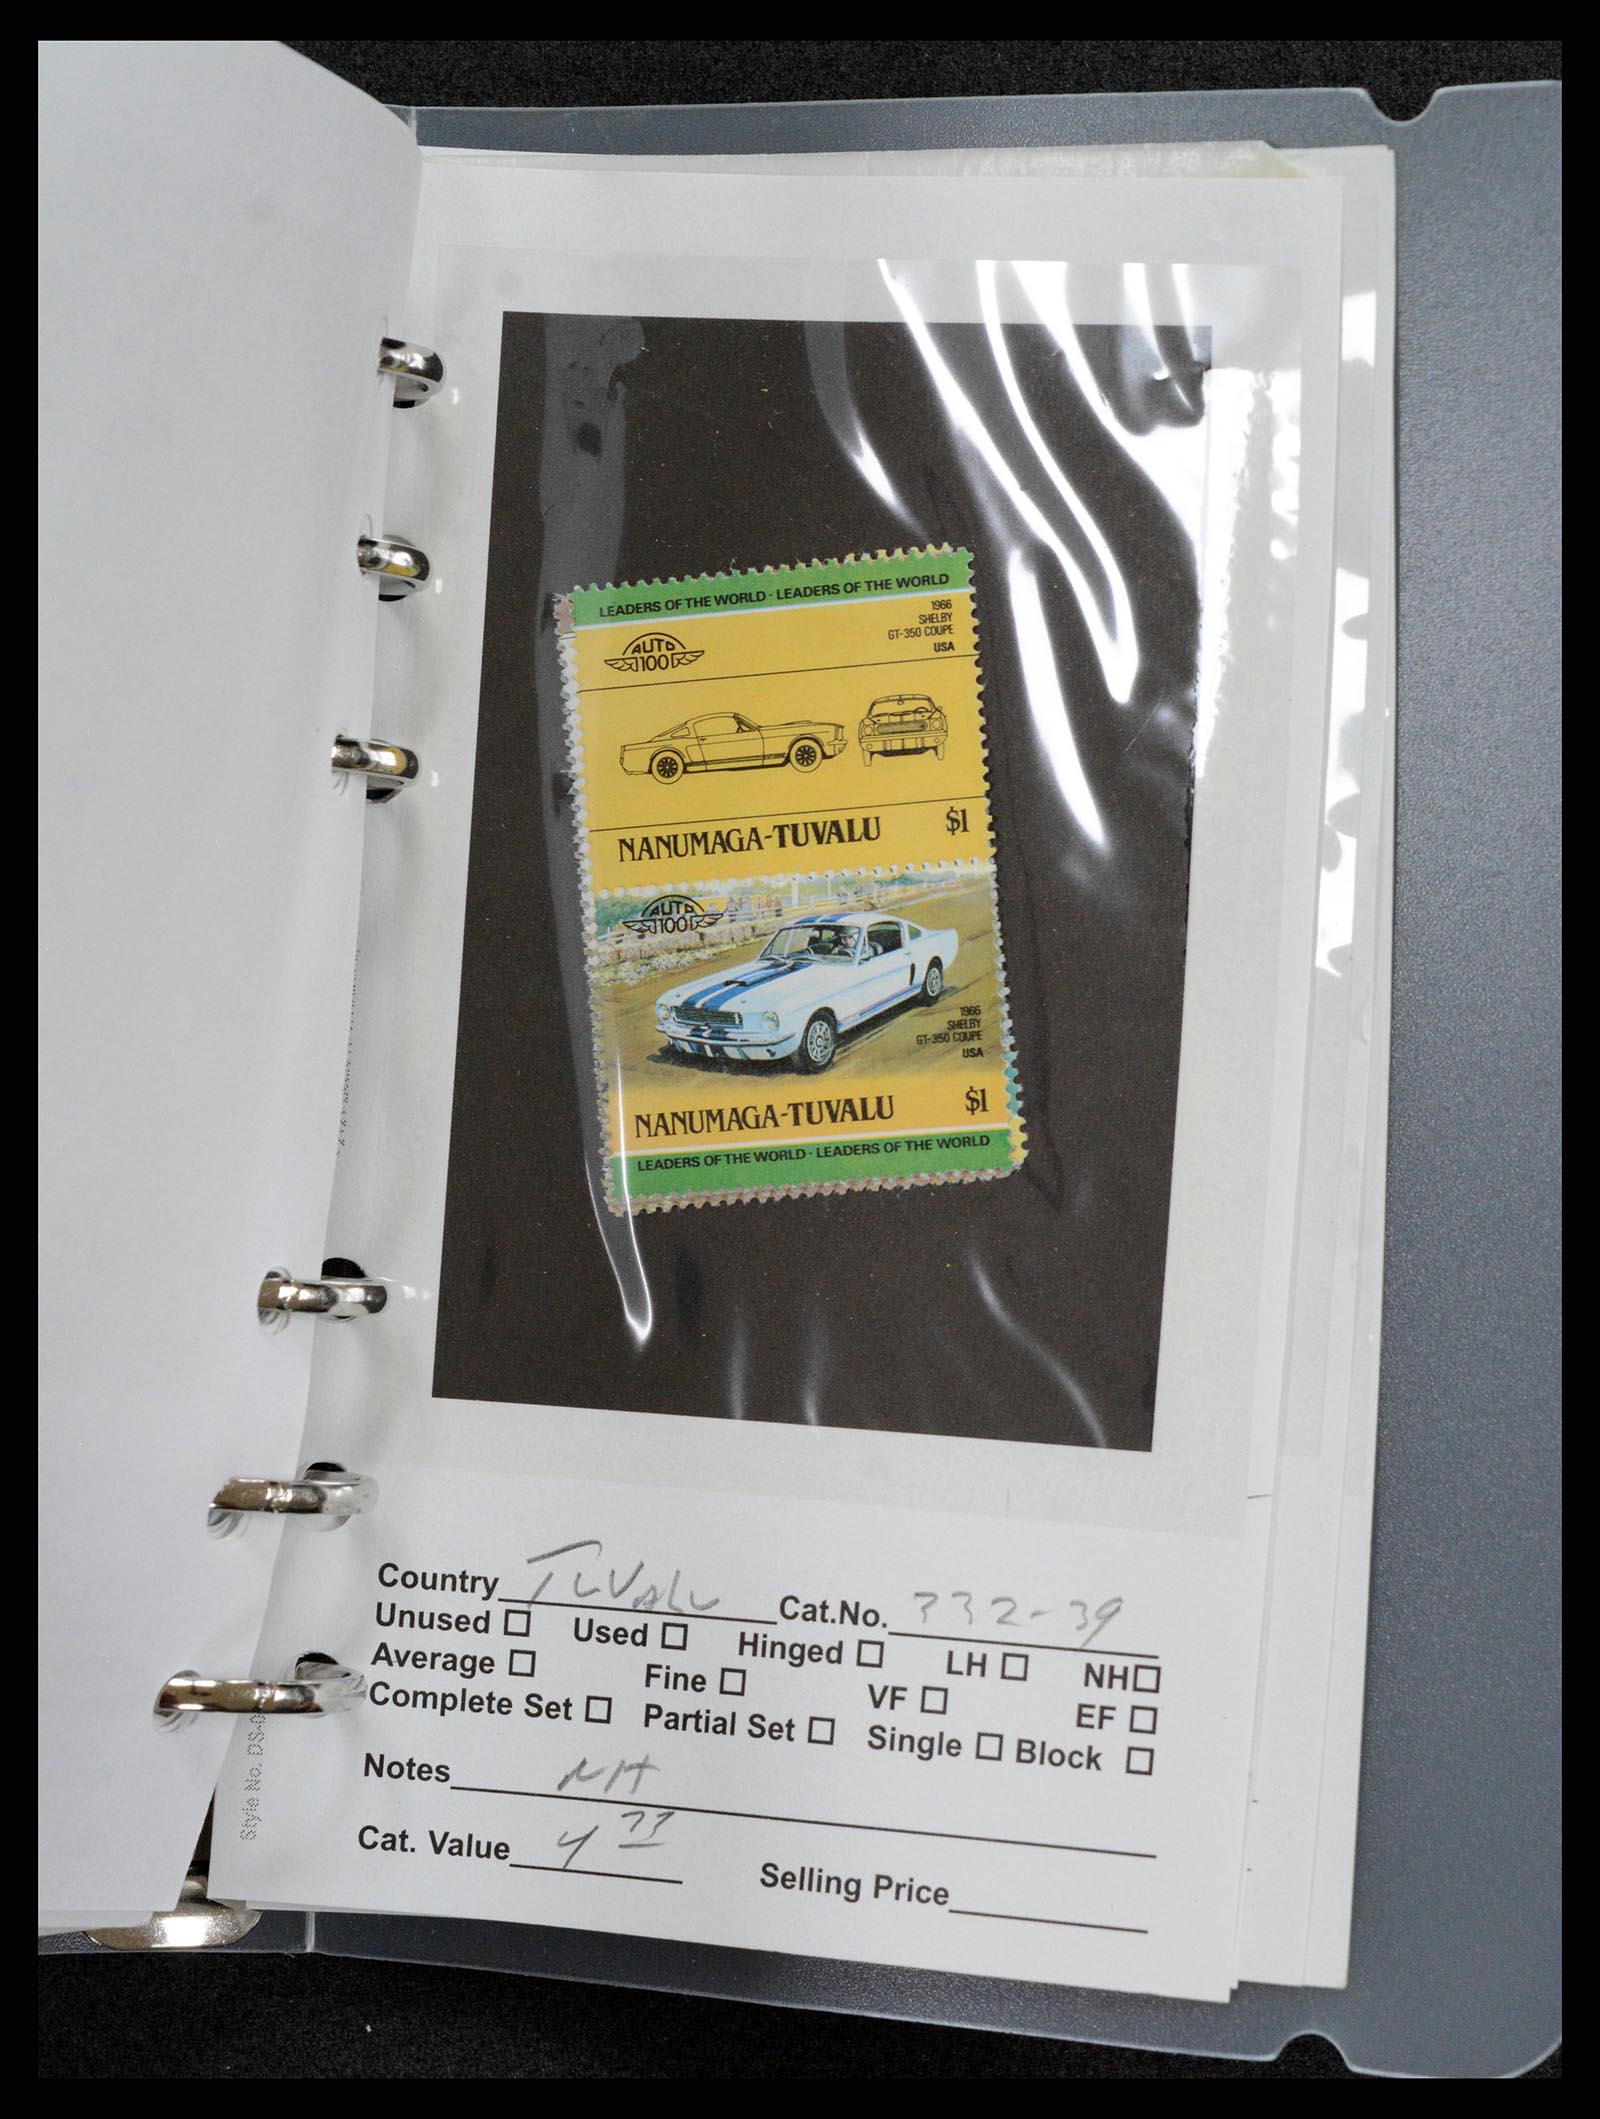 LEADERS OF THE WORLD · LEADERS OF THE WORLD
1966
SHELBY
GT-350 COUPE
USA
AUTO
100
NANUMAGA-TUVALU $1
AUTO
100
1966
SHELBY
GT-350 COUPE
USA
NANUMAGA-TUVALU $1
LEADERS OF THE WORLD · LEADERS OF THE WORLD
Country Tuvalu Cat.No. 332-39
Unused Used Hinged LH NH
Average Fine VF EF
Complete Set Partial Set Single Block
Notes NH
Cat. Value Selling Price
Style No. DS-